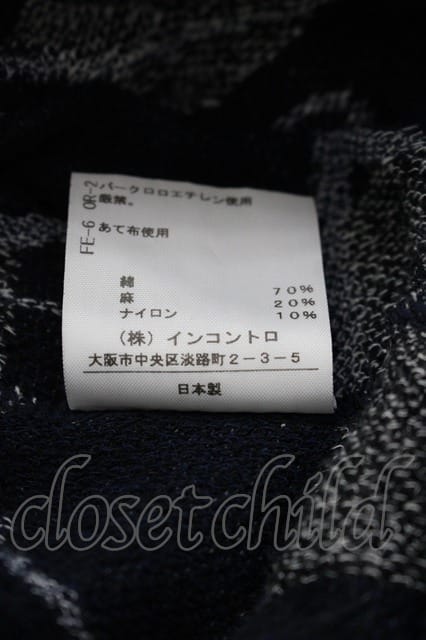 OR-2 パークロロエチレン使用
厳禁。
FE-6 あて布使用
綿 70%
麻 20%
ナイロン 10%
(株) インコントロ
大阪市中央区淡路町2-3-5
日本製
closet child